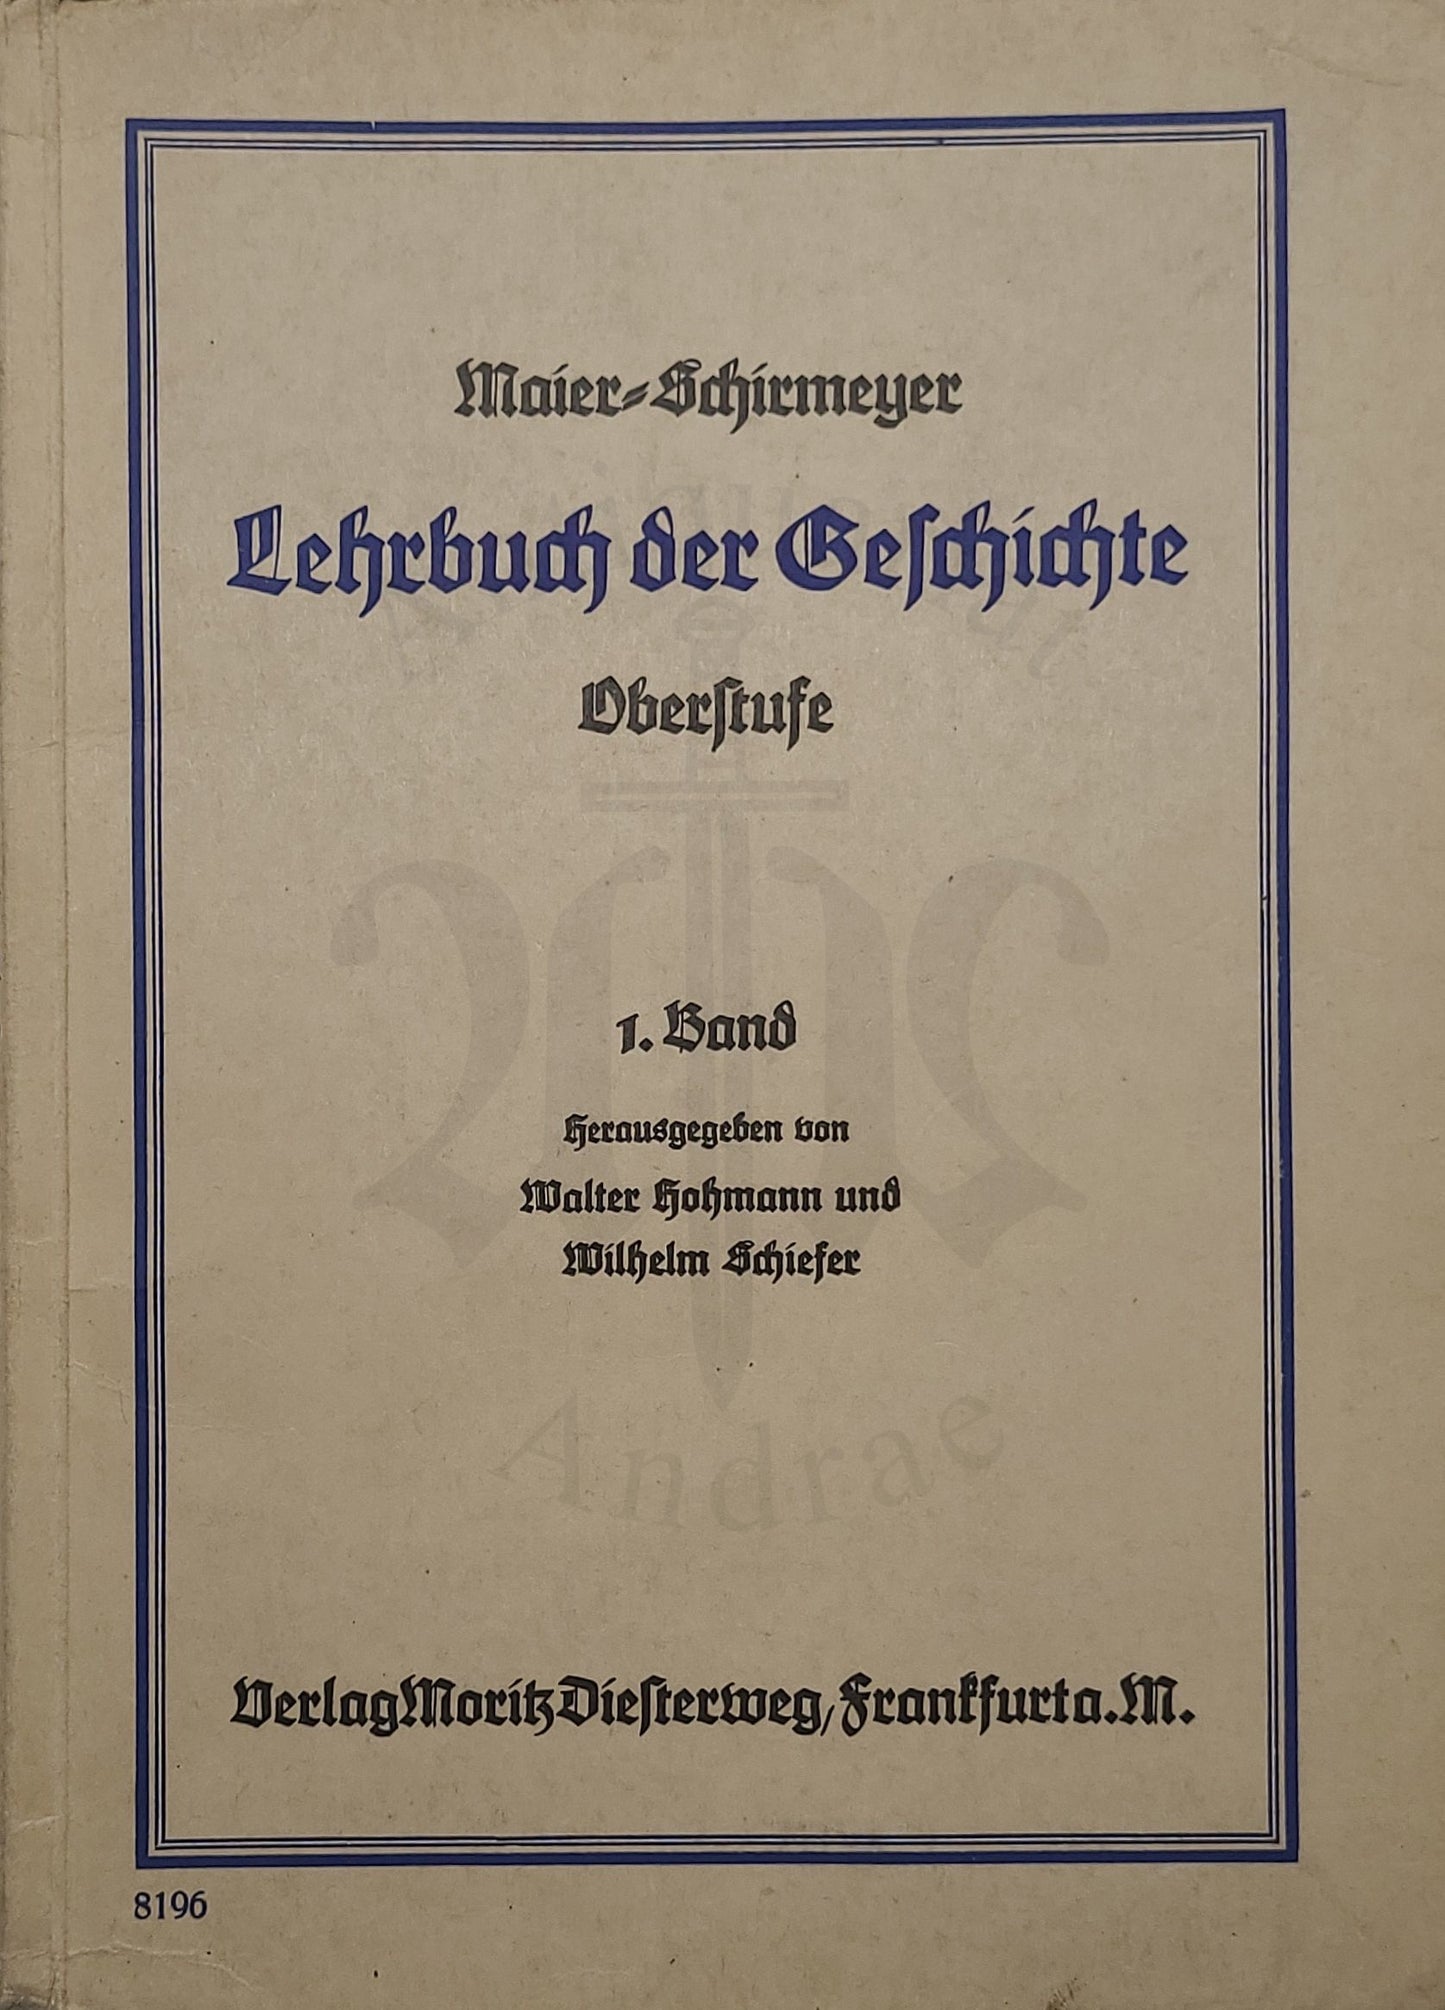 Maier-Schirmeyer
Lehrbuch der Geschichte
Oberstufe
1. Band
Herausgegeben von
Walter Hohmann und
Wilhelm Schiefer
Andrae
Verlag Moritz Diesterweg, Frankfurt a. M.
8196